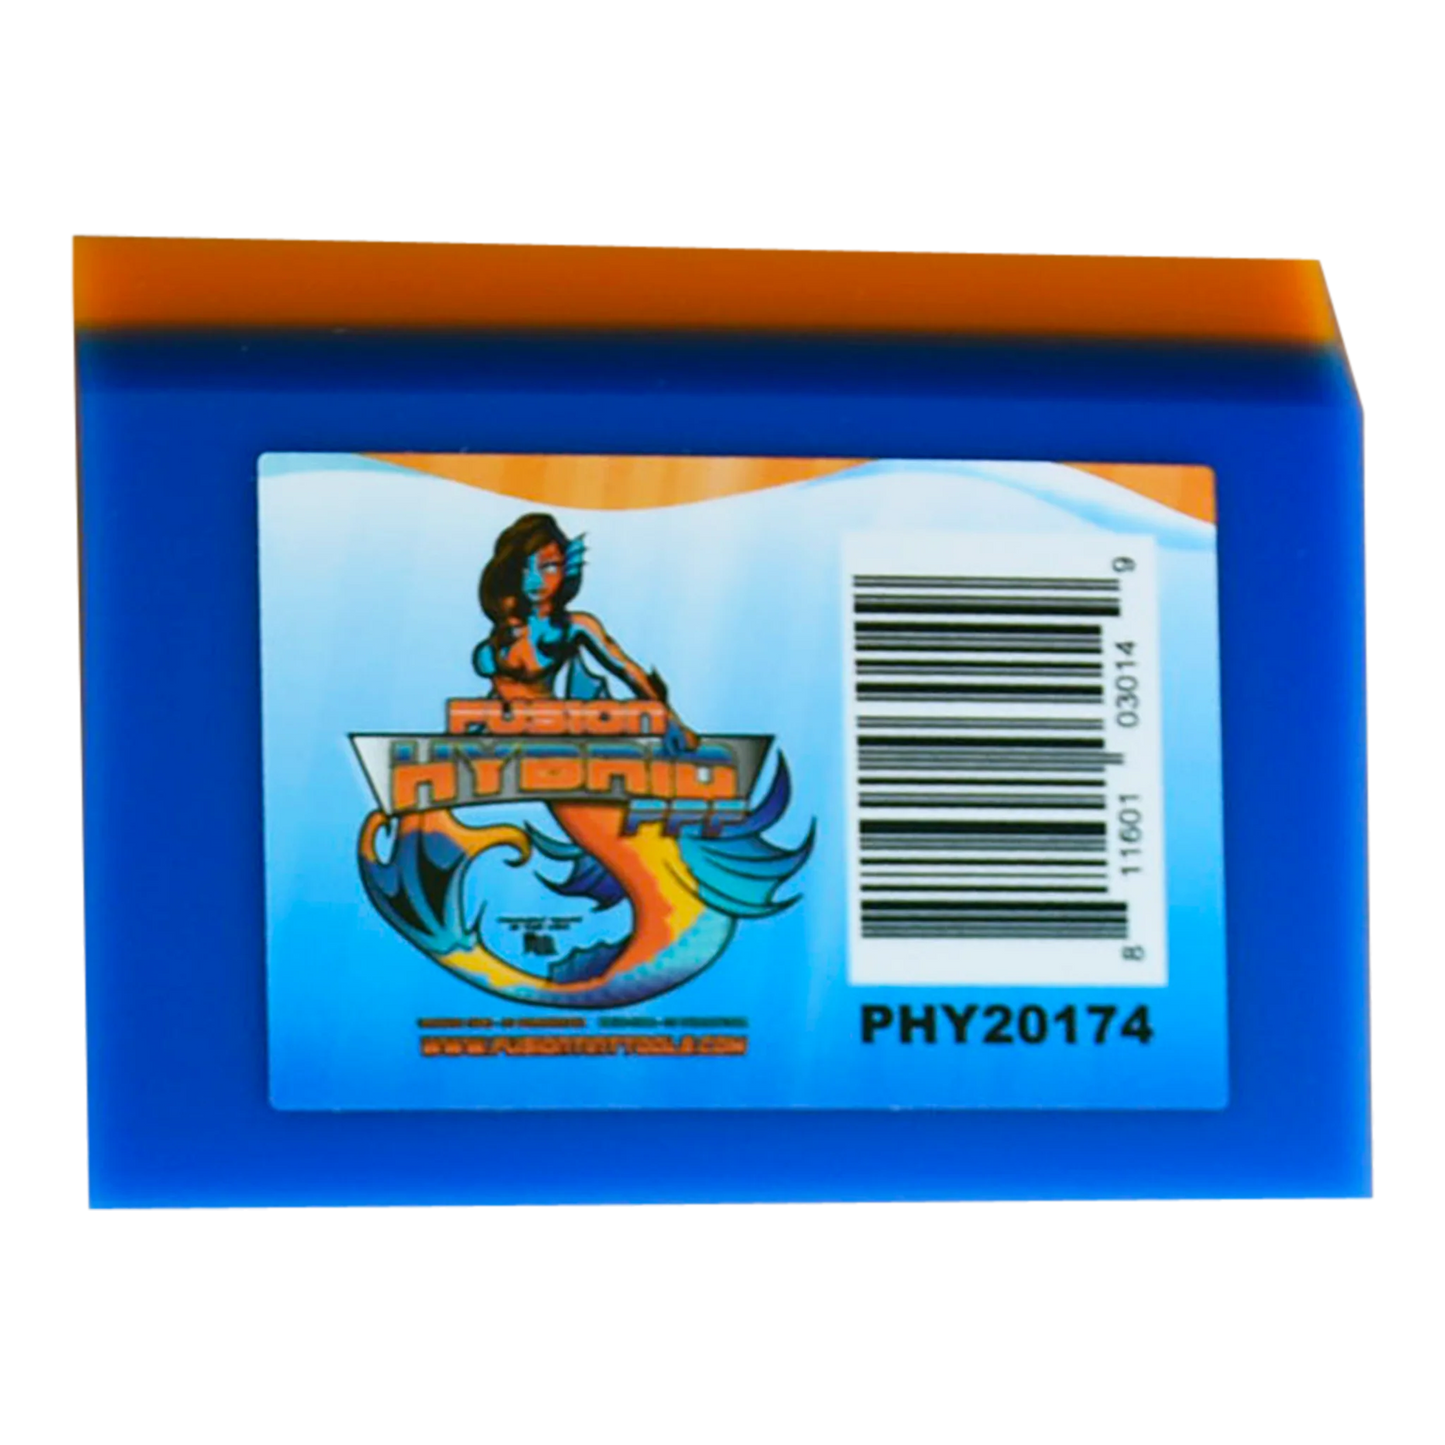 FUSION
HYBRID
PPF
WWW.FUSIONTINTTOOLS.COM
8 11601 03014 9
PHY20174